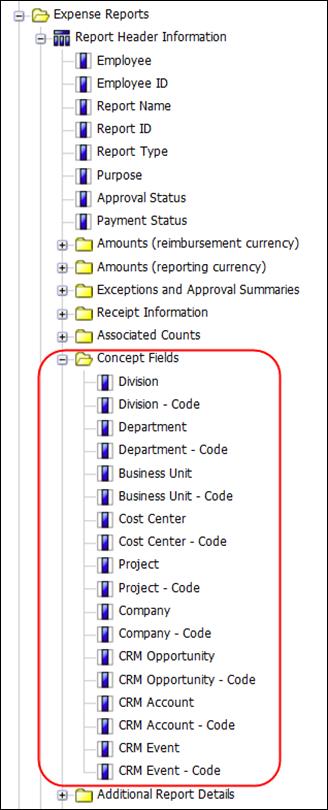 Expense Reports
Report Header Information
Employee
Employee ID
Report Name
Report ID
Report Type
Purpose
Approval Status
Payment Status
Amounts (reimbursement currency)
Amounts (reporting currency)
Exceptions and Approval Summaries
Receipt Information
Associated Counts
Concept Fields
Division
Division - Code
Department
Department - Code
Business Unit
Business Unit - Code
Cost Center
Cost Center - Code
Project
Project - Code
Company
Company - Code
CRM Opportunity
CRM Opportunity - Code
CRM Account
CRM Account - Code
CRM Event
CRM Event - Code
Additional Report Details